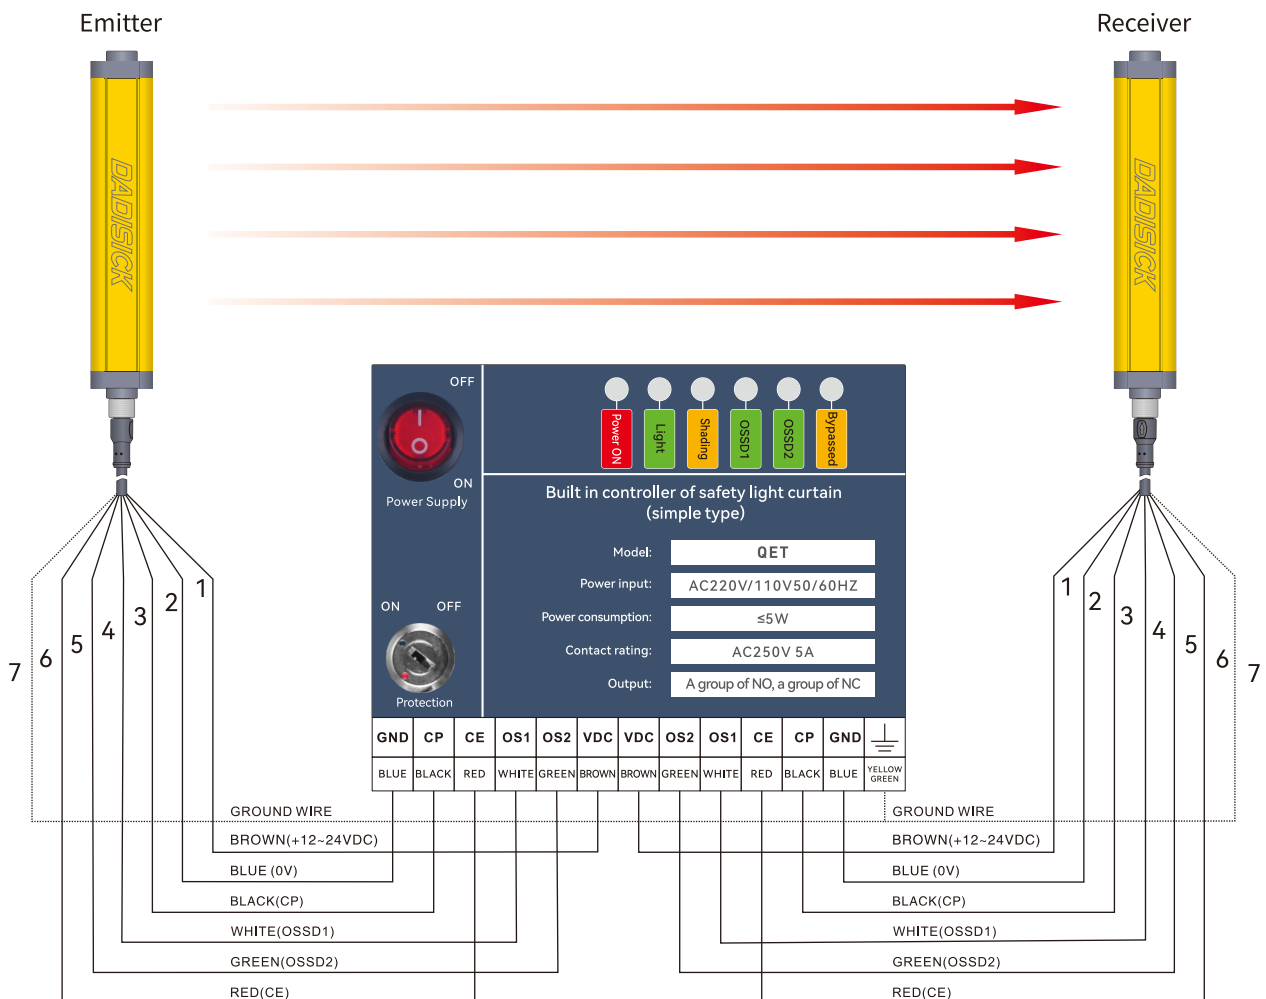 Emitter
Receiver
DADISICK
DADISICK
OFF
ON
Power Supply
Power ON
Light
Shading
OSSD1
OSSD2
Bypassed
Built in controller of safety light curtain
(simple type)
Model: QET
Power input: AC220V/110V50/60HZ
Power consumption: ≤5W
Contact rating: AC250V 5A
Output: A group of NO, a group of NC
ON OFF
Protection
7 6 5 4 3 2 1
1 2 3 4 5 6 7
GND CP CE OS1 OS2 VDC VDC OS2 OS1 CE CP GND
BLUE BLACK RED WHITE GREEN BROWN BROWN GREEN WHITE RED BLACK BLUE YELLOW
GREEN
GROUND WIRE
BROWN(+12~24VDC)
BLUE (0V)
BLACK(CP)
WHITE(OSSD1)
GREEN(OSSD2)
RED(CE)
GROUND WIRE
BROWN(+12~24VDC)
BLUE (0V)
BLACK(CP)
WHITE(OSSD1)
GREEN(OSSD2)
RED(CE)